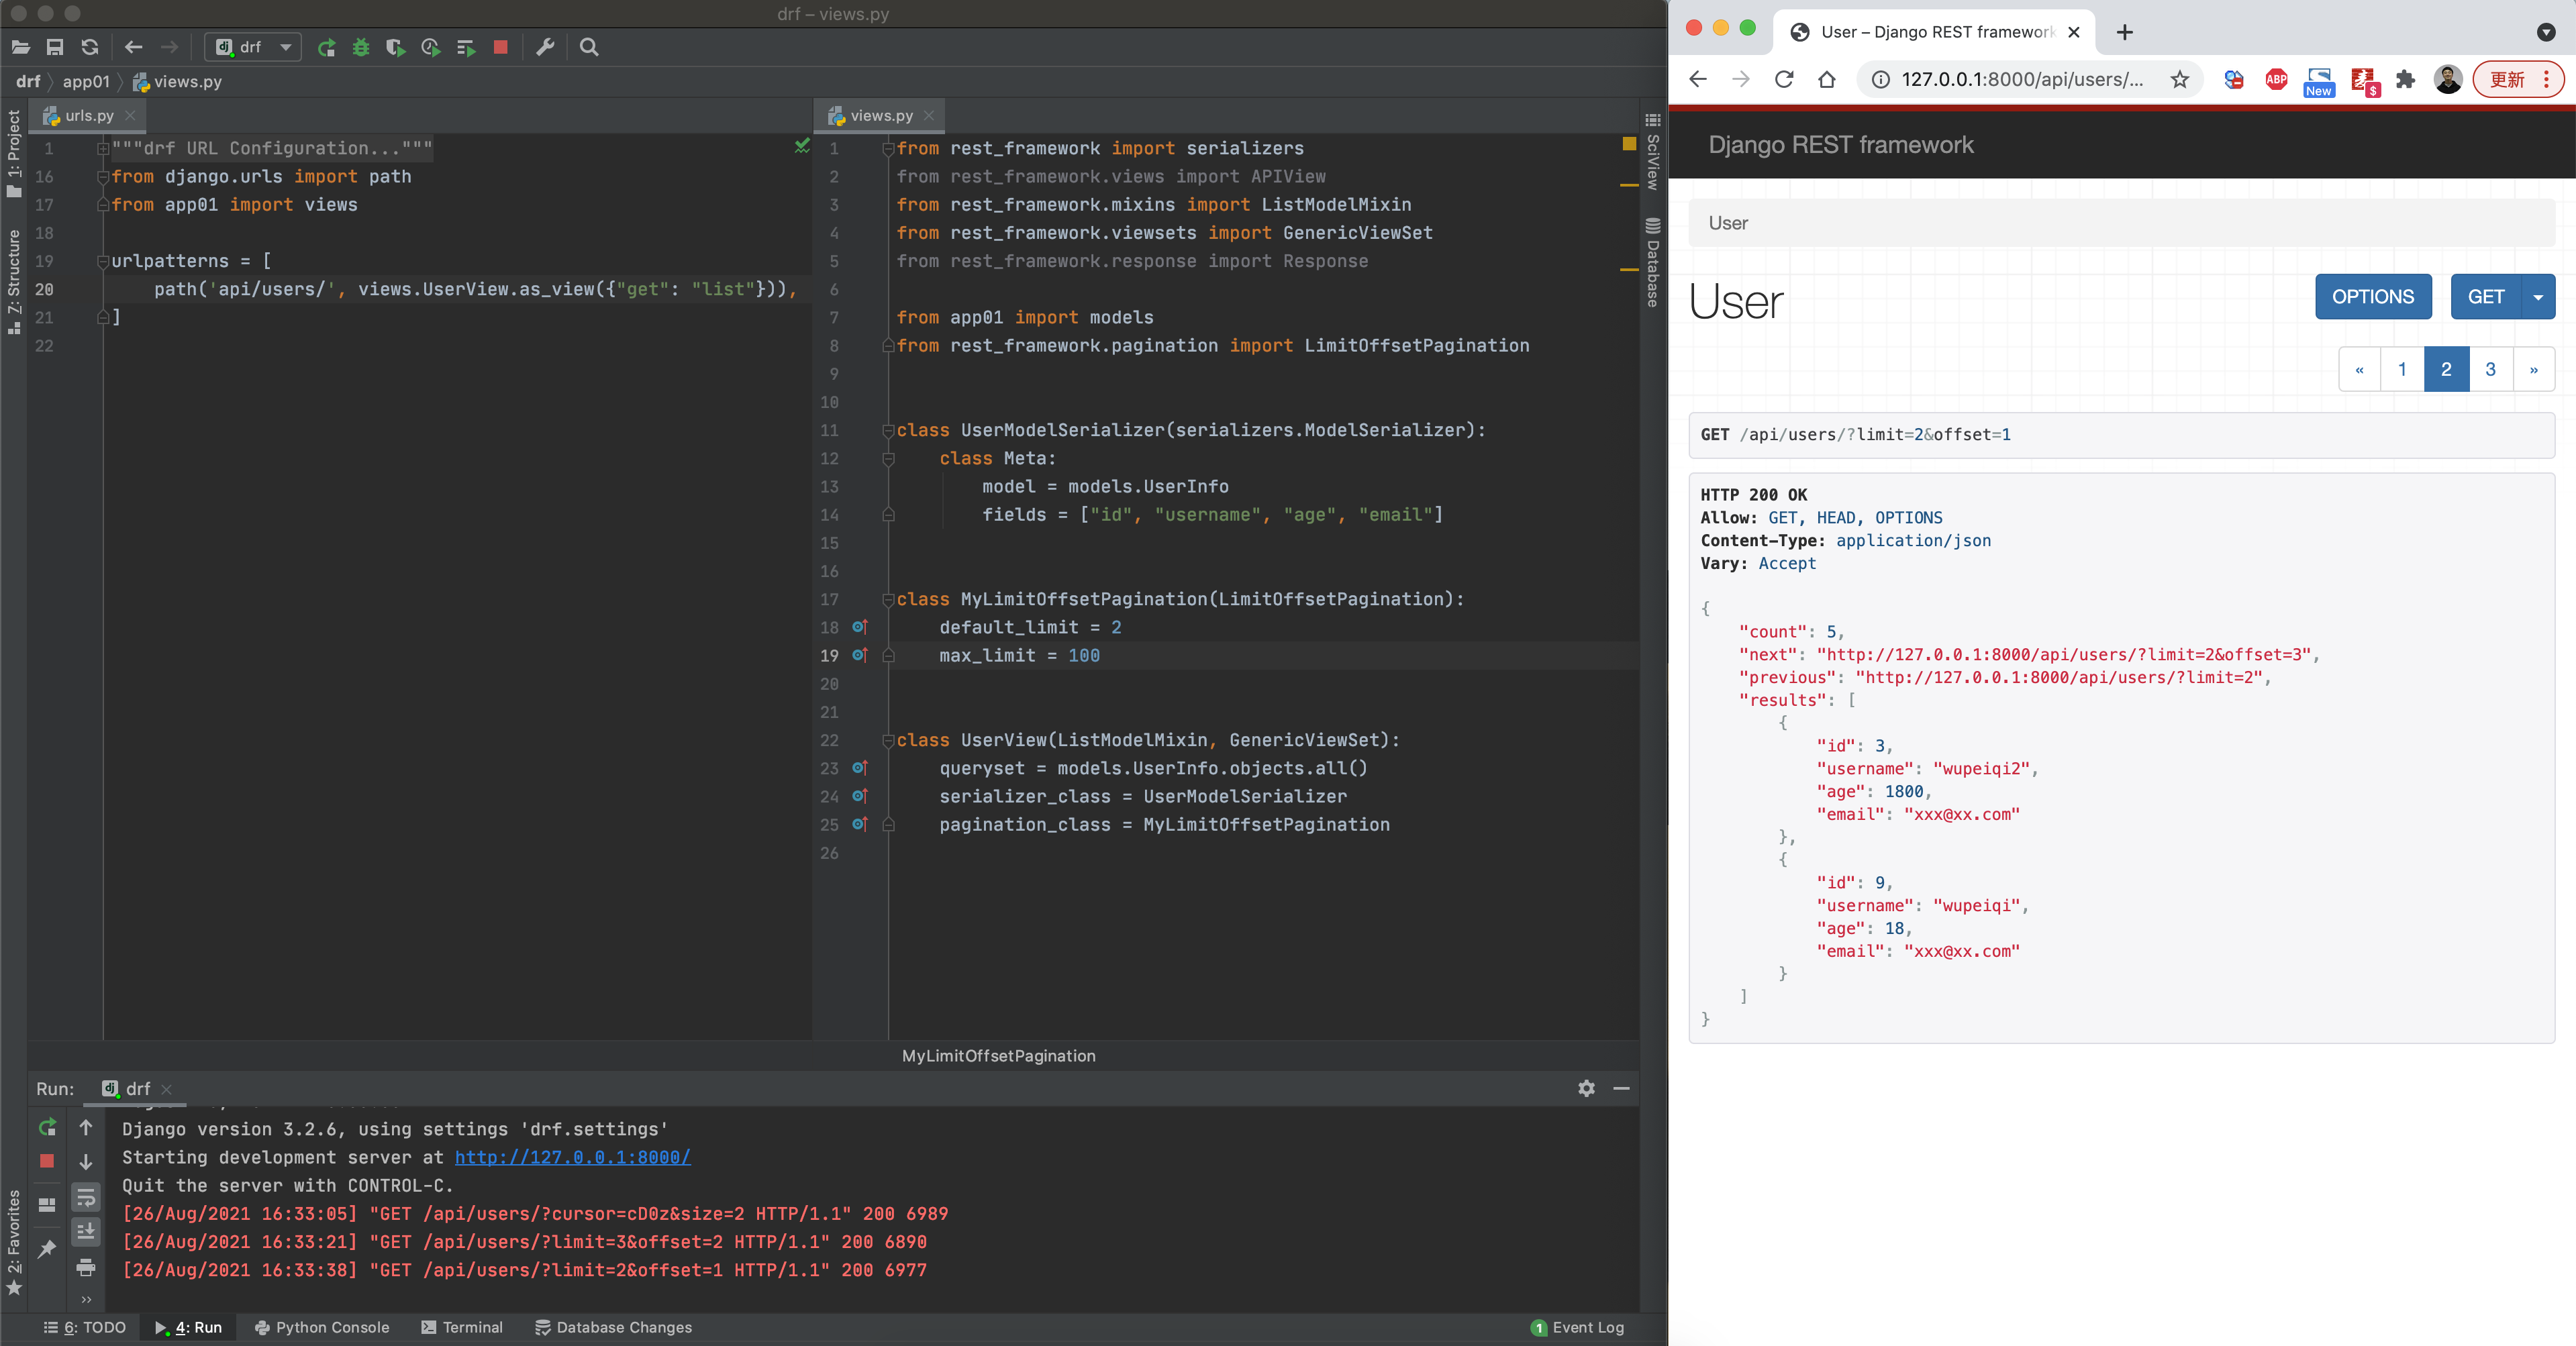 drf – views.py
drf
drf
app01
views.py
urls.py
1: Project
Z: Structure
2: Favorites
1 """drf URL Configuration..."""
16 from django.urls import path
17 from app01 import views
18
19 urlpatterns = [
20 path('api/users/', views.UserView.as_view({"get": "list"})),
21 ]
22
views.py
1 from rest_framework import serializers
2 from rest_framework.views import APIView
3 from rest_framework.mixins import ListModelMixin
4 from rest_framework.viewsets import GenericViewSet
5 from rest_framework.response import Response
6
7 from app01 import models
8 from rest_framework.pagination import LimitOffsetPagination
9
10
11 class UserModelSerializer(serializers.ModelSerializer):
12 class Meta:
13 model = models.UserInfo
14 fields = ["id", "username", "age", "email"]
15
16
17 class MyLimitOffsetPagination(LimitOffsetPagination):
18 default_limit = 2
19 max_limit = 100
20
21
22 class UserView(ListModelMixin, GenericViewSet):
23 queryset = models.UserInfo.objects.all()
24 serializer_class = UserModelSerializer
25 pagination_class = MyLimitOffsetPagination
26
MyLimitOffsetPagination
SciView
Database
Run:
drf
Django version 3.2.6, using settings 'drf.settings'
Starting development server at http://127.0.0.1:8000/
Quit the server with CONTROL-C.
[26/Aug/2021 16:33:05] "GET /api/users/?cursor=cD0z&size=2 HTTP/1.1" 200 6989
[26/Aug/2021 16:33:21] "GET /api/users/?limit=3&offset=2 HTTP/1.1" 200 6890
[26/Aug/2021 16:33:38] "GET /api/users/?limit=2&offset=1 HTTP/1.1" 200 6977
6: TODO
4: Run
Python Console
Terminal
Database Changes
1 Event Log
User – Django REST framework
127.0.0.1:8000/api/users/...
ABP
New
$
更新
Django REST framework
User
User
OPTIONS
GET
« 1 2 3 »
GET /api/users/?limit=2&offset=1
HTTP 200 OK
Allow: GET, HEAD, OPTIONS
Content-Type: application/json
Vary: Accept
{
"count": 5,
"next": "http://127.0.0.1:8000/api/users/?limit=2&offset=3",
"previous": "http://127.0.0.1:8000/api/users/?limit=2",
"results": [
{
"id": 3,
"username": "wupeiqi2",
"age": 1800,
"email": "xxx@xx.com"
},
{
"id": 9,
"username": "wupeiqi",
"age": 18,
"email": "xxx@xx.com"
}
]
}